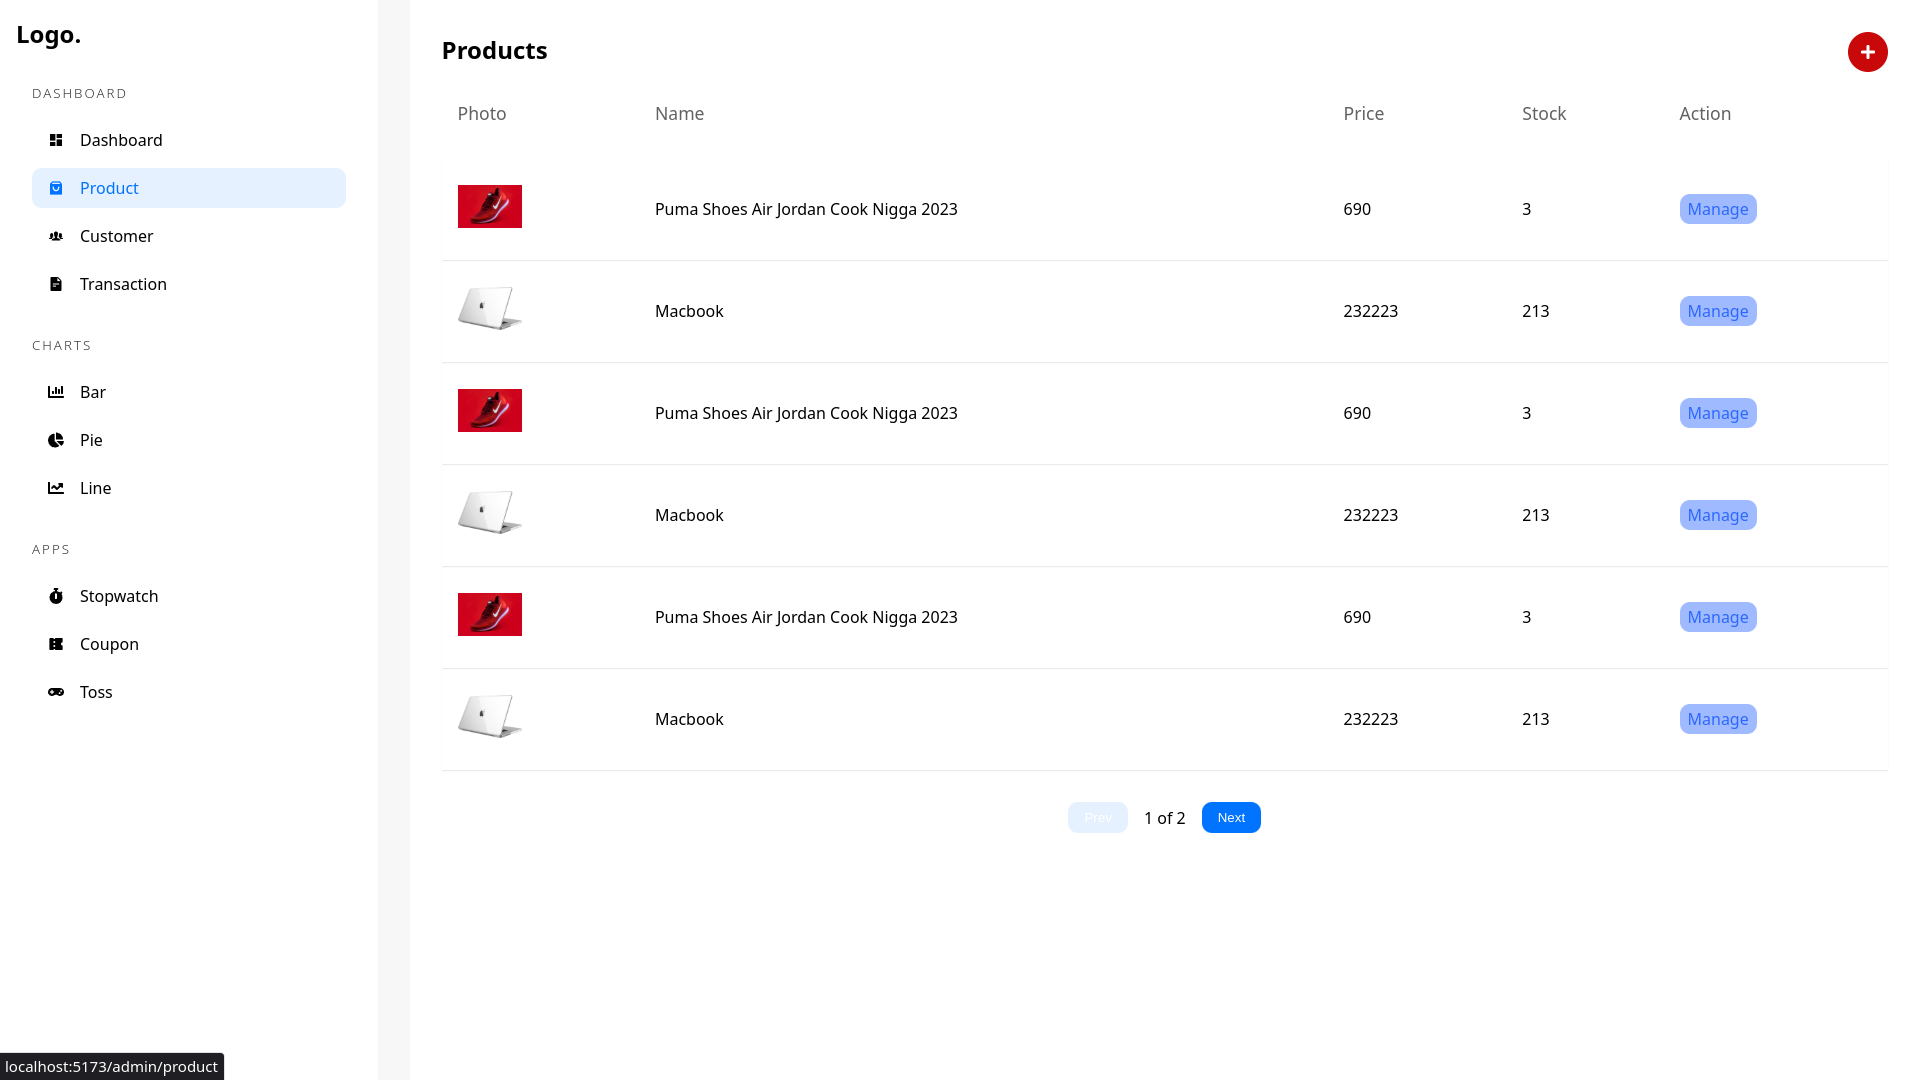 Logo.
DASHBOARD
Dashboard
Product
Customer
Transaction
CHARTS
Bar
Pie
Line
APPS
Stopwatch
Coupon
Toss
Products
Photo Name Price Stock Action
Puma Shoes Air Jordan Cook Nigga 2023 690 3 Manage
Macbook 232223 213 Manage
Puma Shoes Air Jordan Cook Nigga 2023 690 3 Manage
Macbook 232223 213 Manage
Puma Shoes Air Jordan Cook Nigga 2023 690 3 Manage
Macbook 232223 213 Manage
Prev 1 of 2 Next
localhost:5173/admin/product